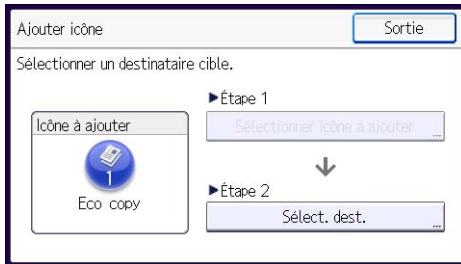 Ajouter icône
Sortie
Sélectionner un destinataire cible.
▶Étape 1
Icône à ajouter
Sélectionner icône à ajouter
1
Eco copy
▶Étape 2
Sélect. dest.